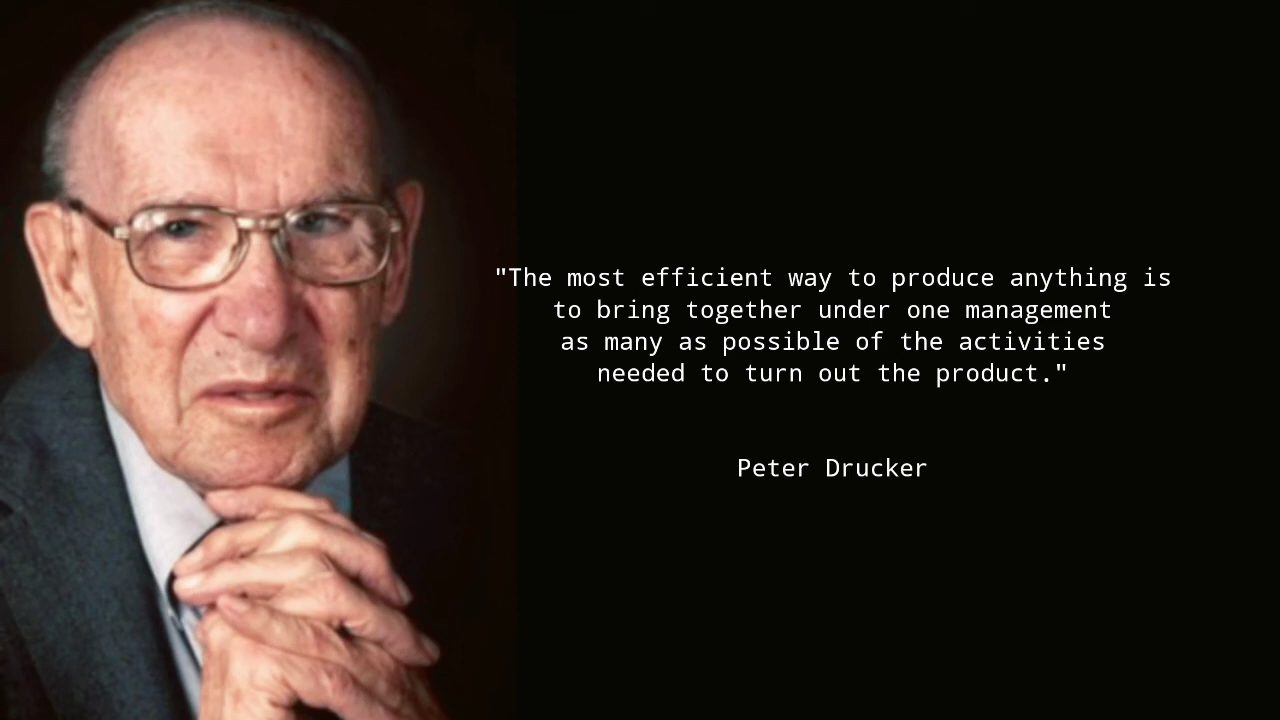 "The most efficient way to produce anything is
to bring together under one management
as many as possible of the activities
needed to turn out the product."
Peter Drucker